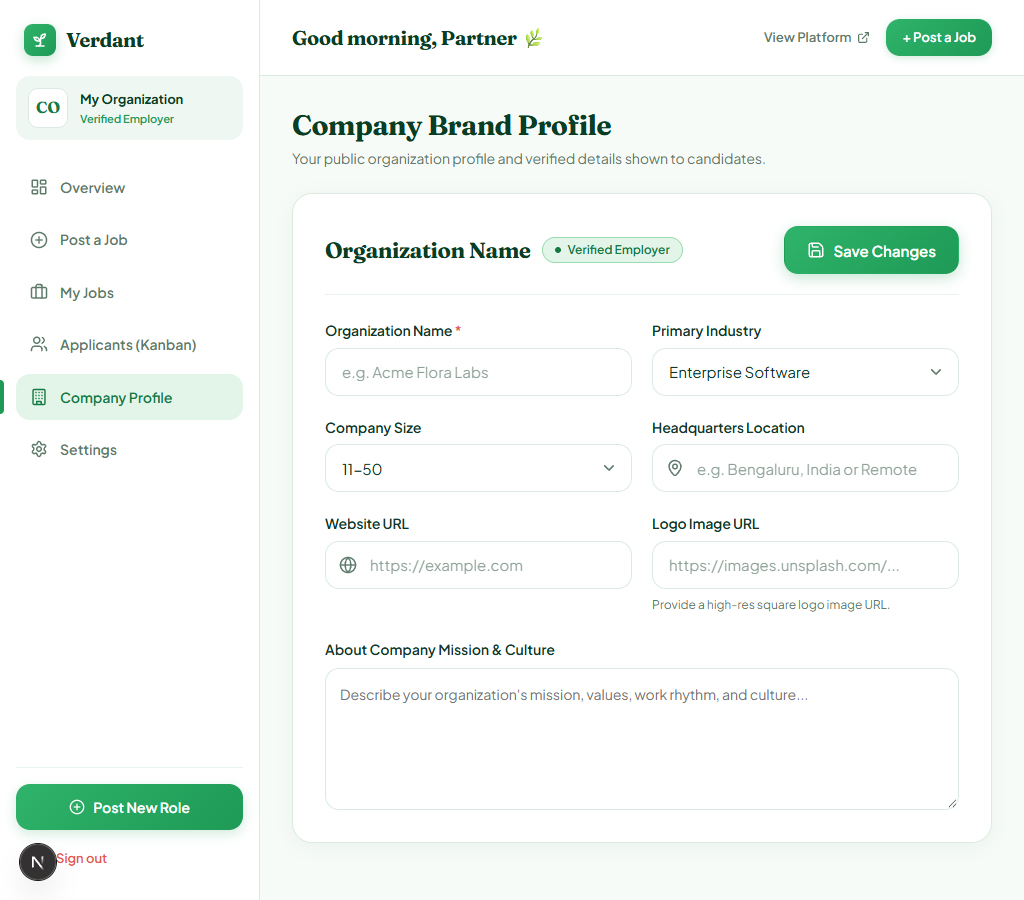 Verdant
CO
My Organization
Verified Employer
Overview
Post a Job
My Jobs
Applicants (Kanban)
Company Profile
Settings
Post New Role
N
Sign out
Good morning, Partner 🌿
View Platform
+ Post a Job
Company Brand Profile
Your public organization profile and verified details shown to candidates.
Organization Name
Verified Employer
Save Changes
Organization Name *
Primary Industry
e.g. Acme Flora Labs
Enterprise Software
Company Size
Headquarters Location
11–50
e.g. Bengaluru, India or Remote
Website URL
Logo Image URL
https://example.com
https://images.unsplash.com/...
Provide a high-res square logo image URL.
About Company Mission & Culture
Describe your organization's mission, values, work rhythm, and culture...